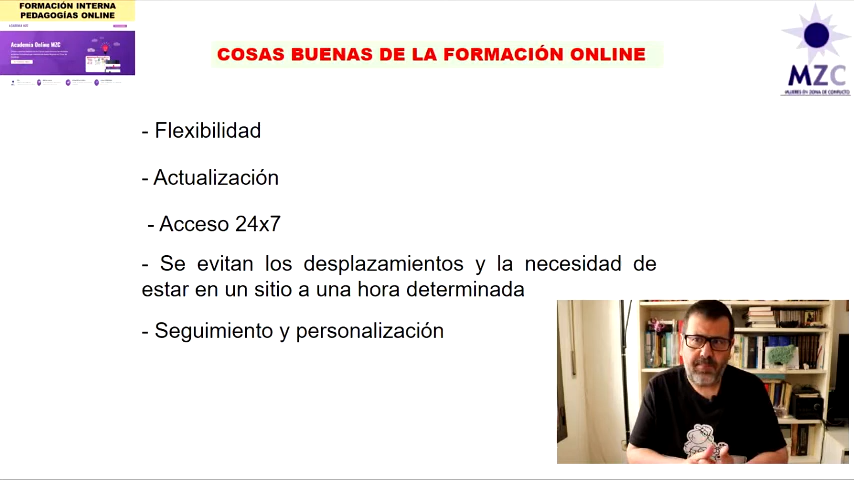 FORMACIÓN INTERNA
PEDAGOGÍAS ONLINE
Academia Online MZC
COSAS BUENAS DE LA FORMACIÓN ONLINE
MZC
MUJERES EN ZONA DE CONFLICTO
- Flexibilidad
- Actualización
- Acceso 24x7
- Se evitan los desplazamientos y la necesidad de
estar en un sitio a una hora determinada
- Seguimiento y personalización